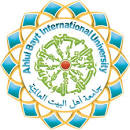 Ahlul Bayt International University
جامعة أهل البيت العالمية